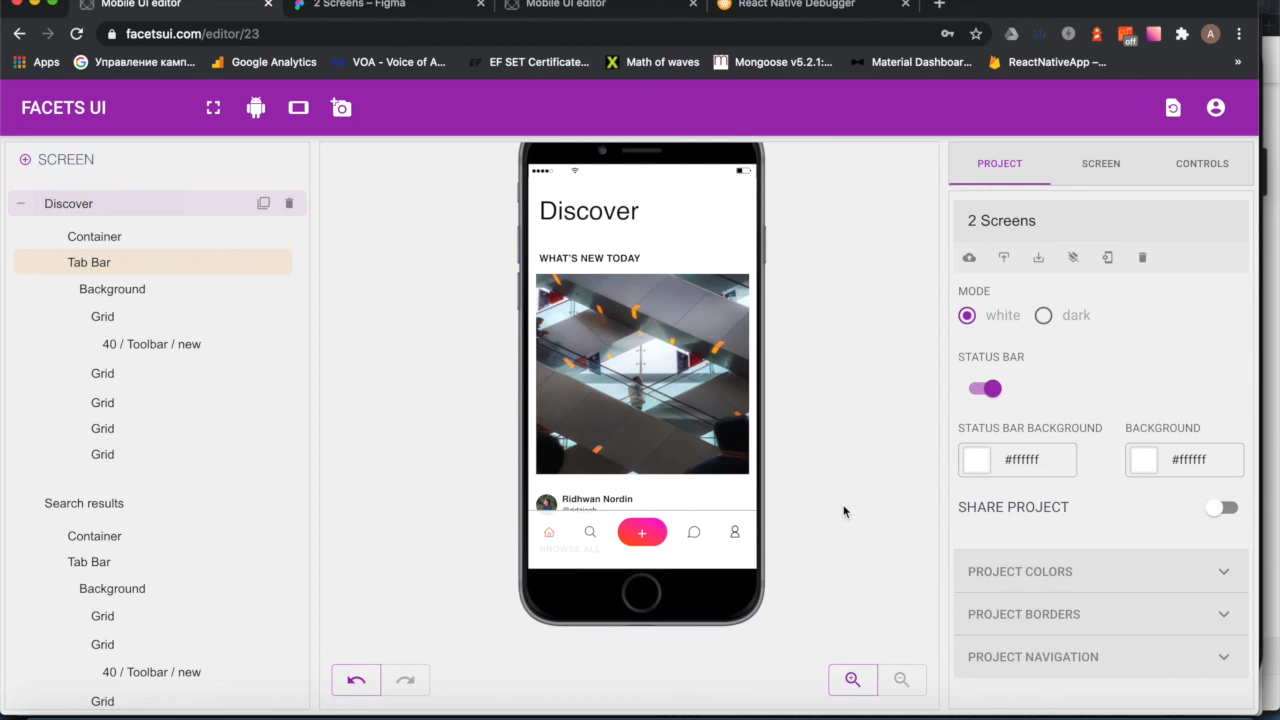 Mobile UI editor
2 Screens – Figma
Mobile UI editor
React Native Debugger
facetsui.com/editor/23
off
A
Apps
Управление камп...
Google Analytics
VOA - Voice of A...
EF SET Certificate...
Math of waves
Mongoose v5.2.1:...
Material Dashboar...
ReactNativeApp –...
»
FACETS UI
SCREEN
Discover
Container
Tab Bar
Background
Grid
40 / Toolbar / new
Grid
Grid
Grid
Grid
Search results
Container
Tab Bar
Background
Grid
Grid
40 / Toolbar / new
Grid
Discover
WHAT'S NEW TODAY
Ridhwan Nordin
BROWSE ALL
PROJECT
SCREEN
CONTROLS
2 Screens
MODE
white
dark
STATUS BAR
STATUS BAR BACKGROUND
BACKGROUND
#ffffff
#ffffff
SHARE PROJECT
PROJECT COLORS
PROJECT BORDERS
PROJECT NAVIGATION